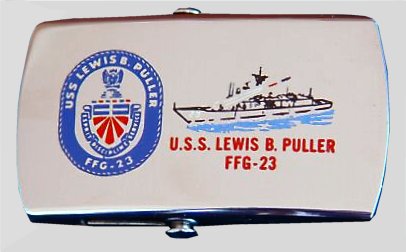 USS LEWIS B. PULLER
FFG-23
U.S.S. LEWIS B. PULLER
FFG-23